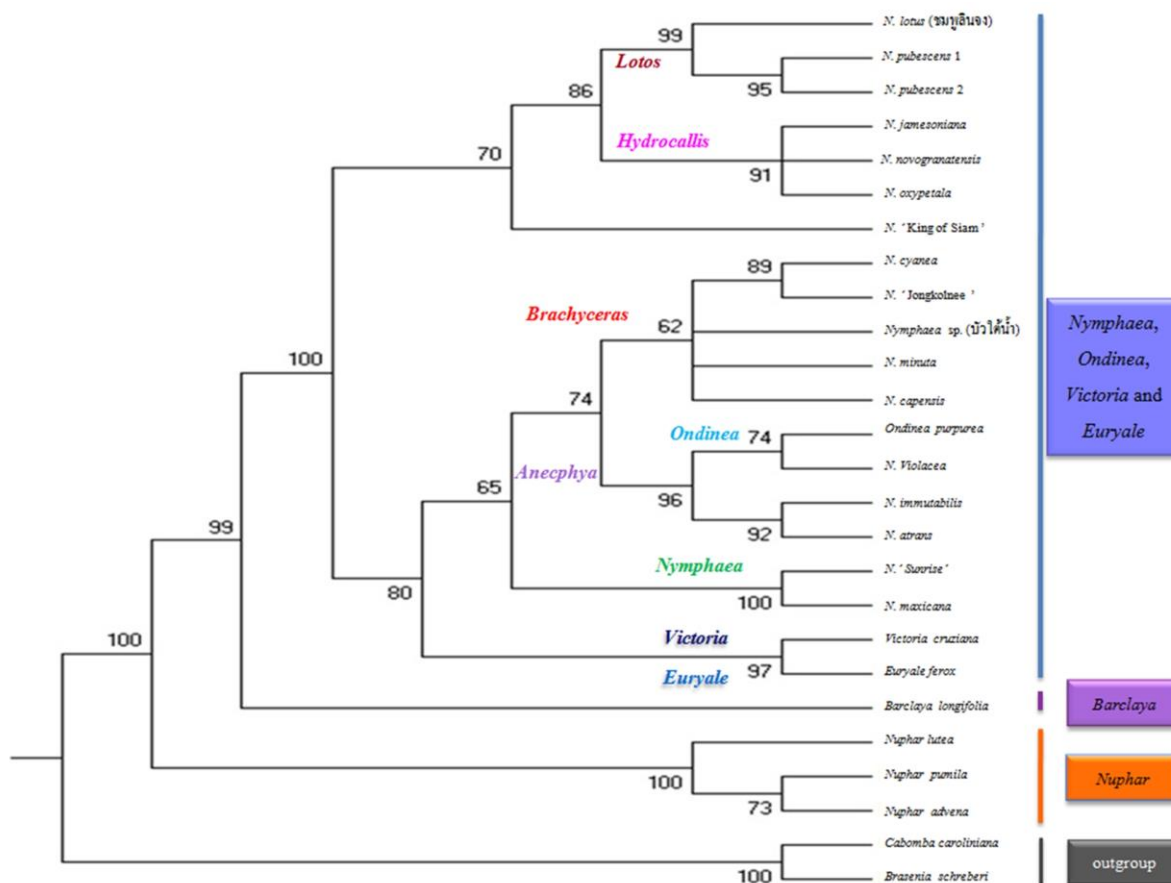 N. lotus (ชมพูสินจง)
99
Lotos
N. pubescens 1
86
95
N. pubescens 2
N. jamesoniana
Hydrocallis
70
N. novogranatensis
91
N. oxypetala
N. 'King of Siam'
N. cyanea
89
N. 'Jongkolnee'
Brachyceras
62
Nymphaea sp. (บัวใต้น้ำ)
100
N. minuta
74
N. capensis
Ondinea
74
Ondinea purpurea
Anecphya
N. Violacea
65
96
N. immutabilis
99
92
N. atrans
Nymphaea
N. 'Sunrise'
80
100
N. maxicana
100
Victoria
Victoria cruziana
Euryale
97
Euryale ferox
Barclaya longifolia
Nuphar lutea
100
Nuphar pumila
73
Nuphar advena
Cabomba caroliniana
100
Brasenia schreberi
Nymphaea,
Ondinea,
Victoria and
Euryale
Barclaya
Nuphar
outgroup